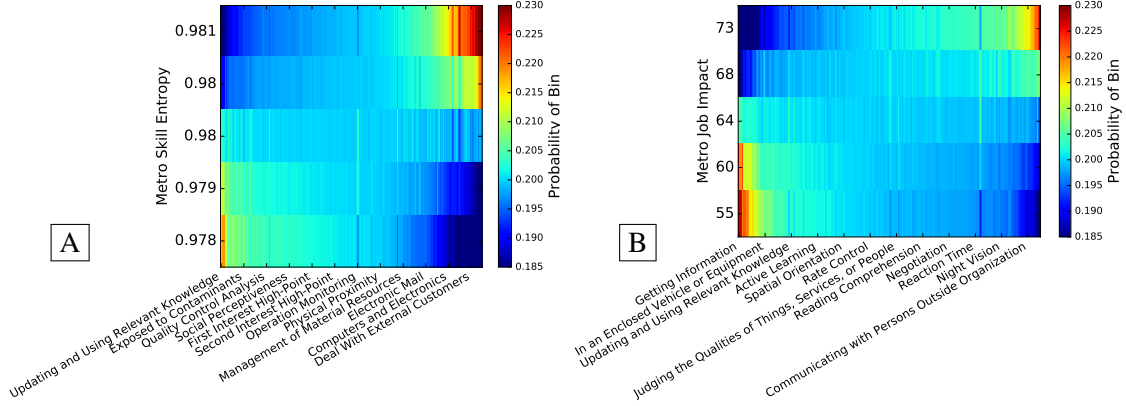 Metro Skill Entropy
0.981
0.98
0.98
0.979
0.978
Updating and Using Relevant Knowledge
Exposed to Contaminants
Quality Control Analysis
Social Perceptiveness
First Interest High-Point
Second Interest High-Point
Operation Monitoring
Physical Proximity
Management of Material Resources
Electronic Mail
Computers and Electronics
Deal With External Customers
0.230
0.225
0.220
0.215
0.210
0.205
0.200
0.195
0.190
0.185
Probability of Bin
A
Metro Job Impact
73
68
64
60
55
Getting Information
In an Enclosed Vehicle or Equipment
Updating and Using Relevant Knowledge
Active Learning
Spatial Orientation
Rate Control
Judging the Qualities of Things, Services, or People
Reading Comprehension
Negotiation
Reaction Time
Night Vision
Communicating with Persons Outside Organization
0.230
0.225
0.220
0.215
0.210
0.205
0.200
0.195
0.190
0.185
Probability of Bin
B